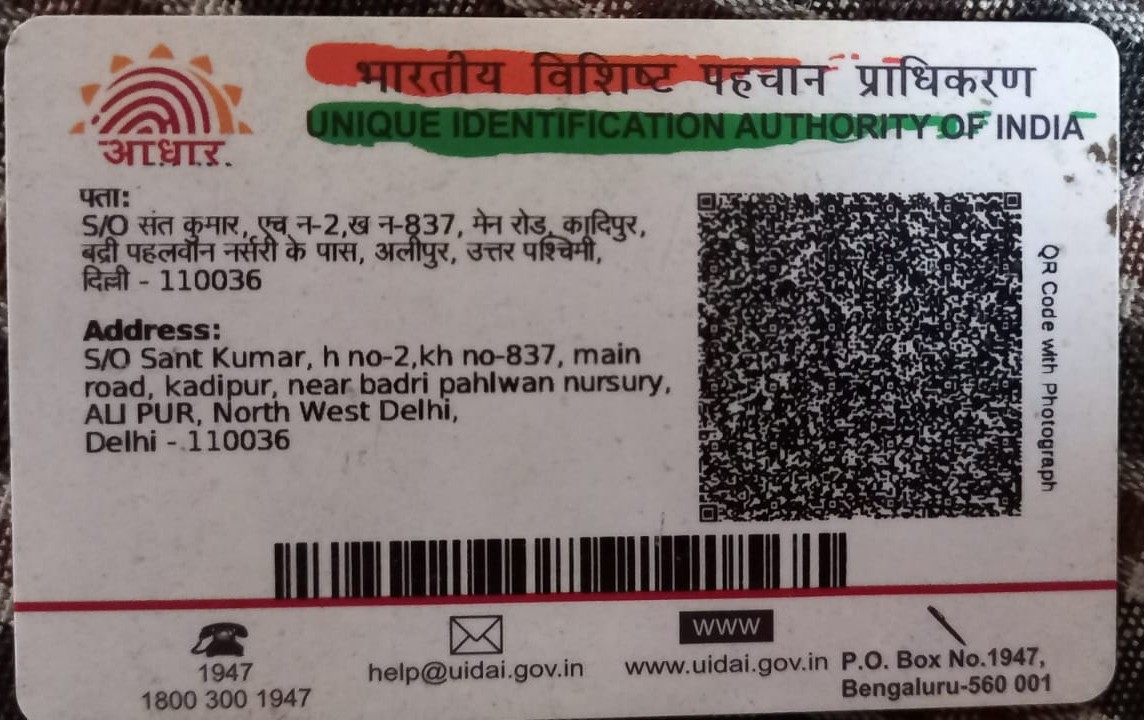 भारतीय विशिष्ट पहचान प्राधिकरण
UNIQUE IDENTIFICATION AUTHORITY OF INDIA
आधार
पता:
S/O संत कुमार, एच न-2,ख न-837, मेन रोड, कादिपुर,
बद्री पहलवान नर्सरी के पास, अलीपुर, उत्तर पश्चिमी,
दिल्ली - 110036
Address:
S/O Sant Kumar, h no-2,kh no-837, main
road, kadipur, near badri pahlwan nursury,
ALI PUR, North West Delhi,
Delhi - 110036
QR Code with Photograph
1947
1800 300 1947
help@uidai.gov.in
WWW
www.uidai.gov.in
P.O. Box No.1947,
Bengaluru-560 001